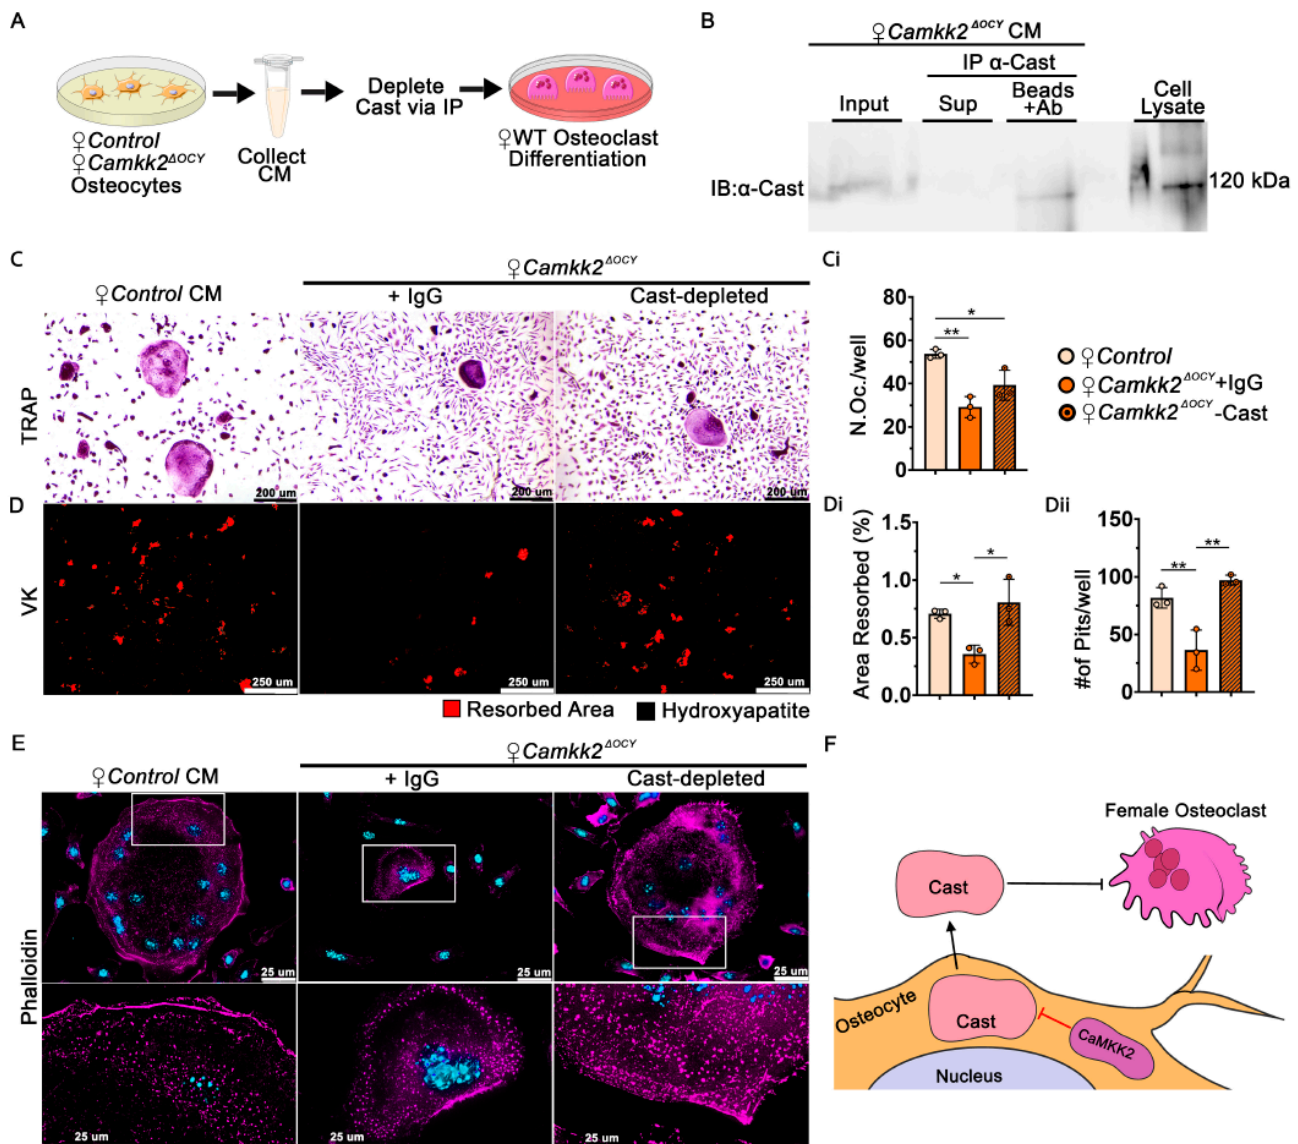 A
♀Control
♀Camkk2ΔOCY
Osteocytes
Collect
CM
Deplete
Cast via IP
♀WT Osteoclast
Differentiation
B
♀Camkk2ΔOCY CM
IP α-Cast
Input
Sup
Beads
+Ab
Cell
Lysate
IB:α-Cast
120 kDa
C
♀Camkk2ΔOCY
♀Control CM
+ IgG
Cast-depleted
TRAP
200 um
200 um
200 um
Ci
N.Oc./well
80
60
40
20
0
**
*
♀Control
♀Camkk2ΔOCY+IgG
♀Camkk2ΔOCY-Cast
D
VK
250 um
250 um
250 um
Resorbed Area
Hydroxyapatite
Di
Area Resorbed (%)
1.5
1.0
0.5
0.0
*
*
Dii
#of Pits/well
150
100
50
0
**
**
E
♀Camkk2ΔOCY
♀Control CM
+ IgG
Cast-depleted
Phalloidin
25 um
25 um
25 um
25 um
25 um
25 um
F
Female Osteoclast
Cast
Osteocyte
Cast
CaMKK2
Nucleus